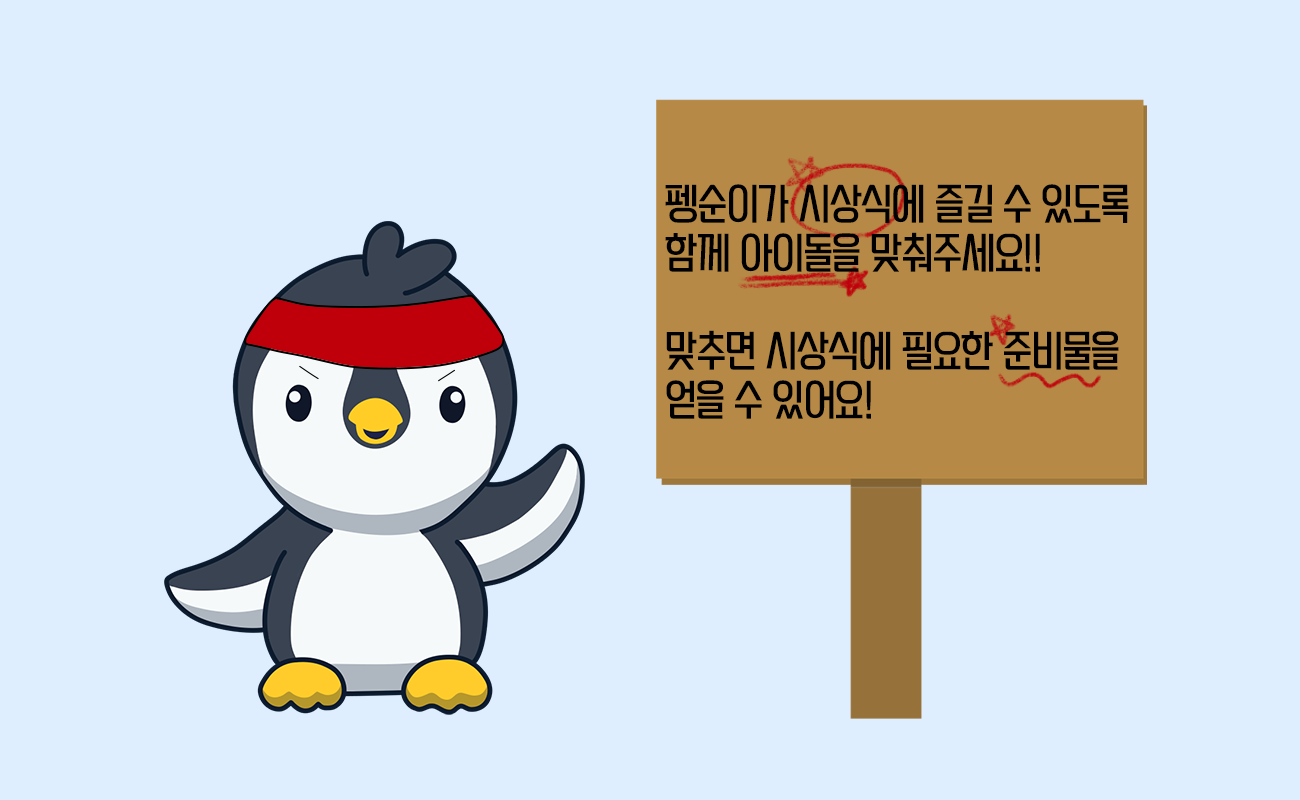 펭순이가 시상식에 즐길 수 있도록
함께 아이돌을 맞춰주세요!!
맞추면 시상식에 필요한 준비물을
얻을 수 있어요!